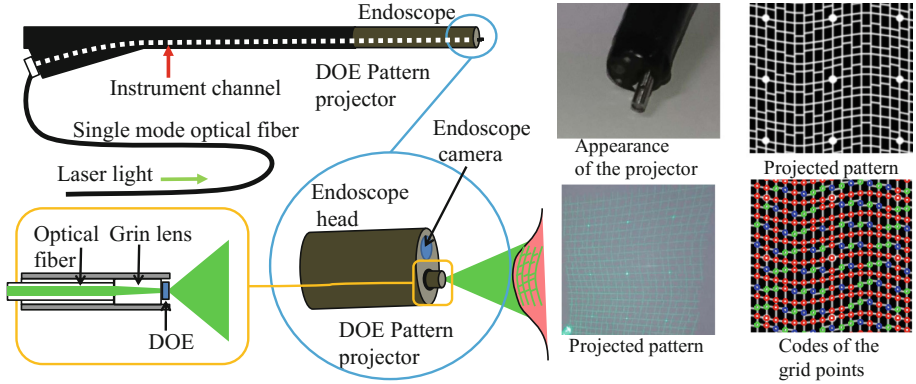 Endoscope
DOE Pattern
projector
Instrument channel
Single mode optical fiber
Laser light
Endoscope
camera
Endoscope
head
Optical
fiber
Grin lens
DOE
DOE Pattern
projector
Appearance
of the projector
Projected pattern
Projected pattern
Codes of the
grid points